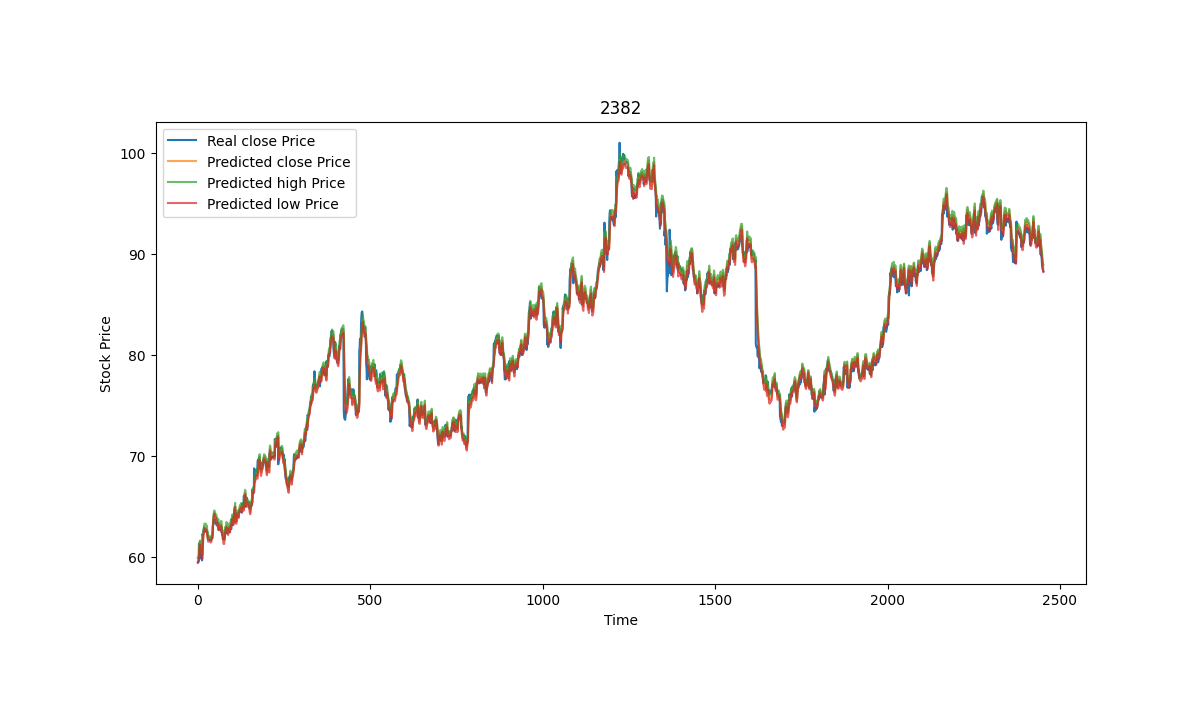 2382
Real close Price
Predicted close Price
Predicted high Price
Predicted low Price
100
90
80
70
60
Stock Price
0 500 1000 1500 2000 2500
Time